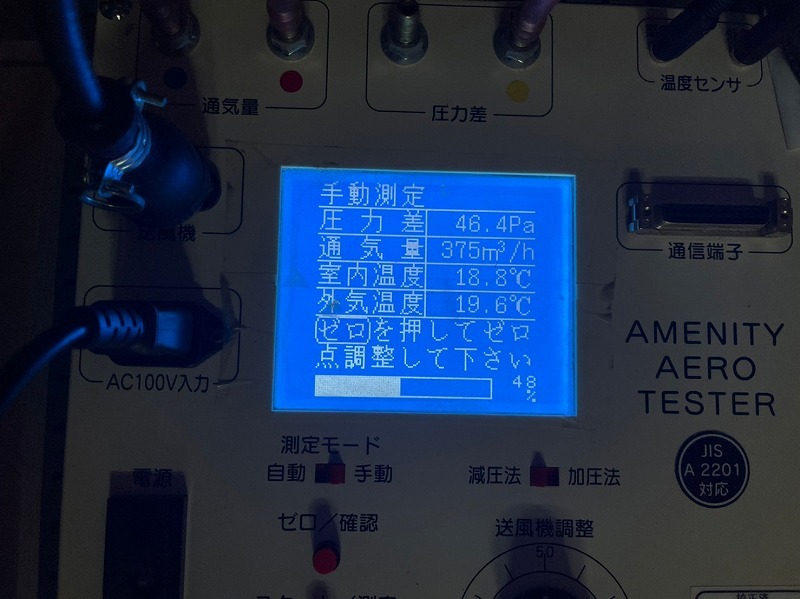 通気量
圧力差
温度センサ
手動測定
圧力差 46.4Pa
通気量 375m³/h
室内温度 18.8℃
外気温度 19.6℃
ゼロを押してゼロ
点調整して下さい
48%
通信端子
AC100V入力
AMENITY
AERO
TESTER
JIS
A 2201
対応
測定モード
自動 手動
減圧法 加圧法
電源
ゼロ/確認
送風機調整
50